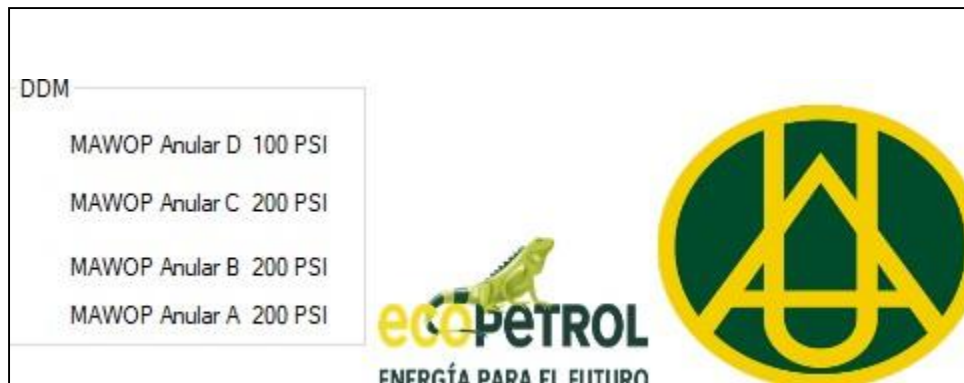 DDM
MAWOP Anular D 100 PSI
MAWOP Anular C 200 PSI
MAWOP Anular B 200 PSI
MAWOP Anular A 200 PSI
ecoPETROL
ENERGÍA PARA EL FUTURO